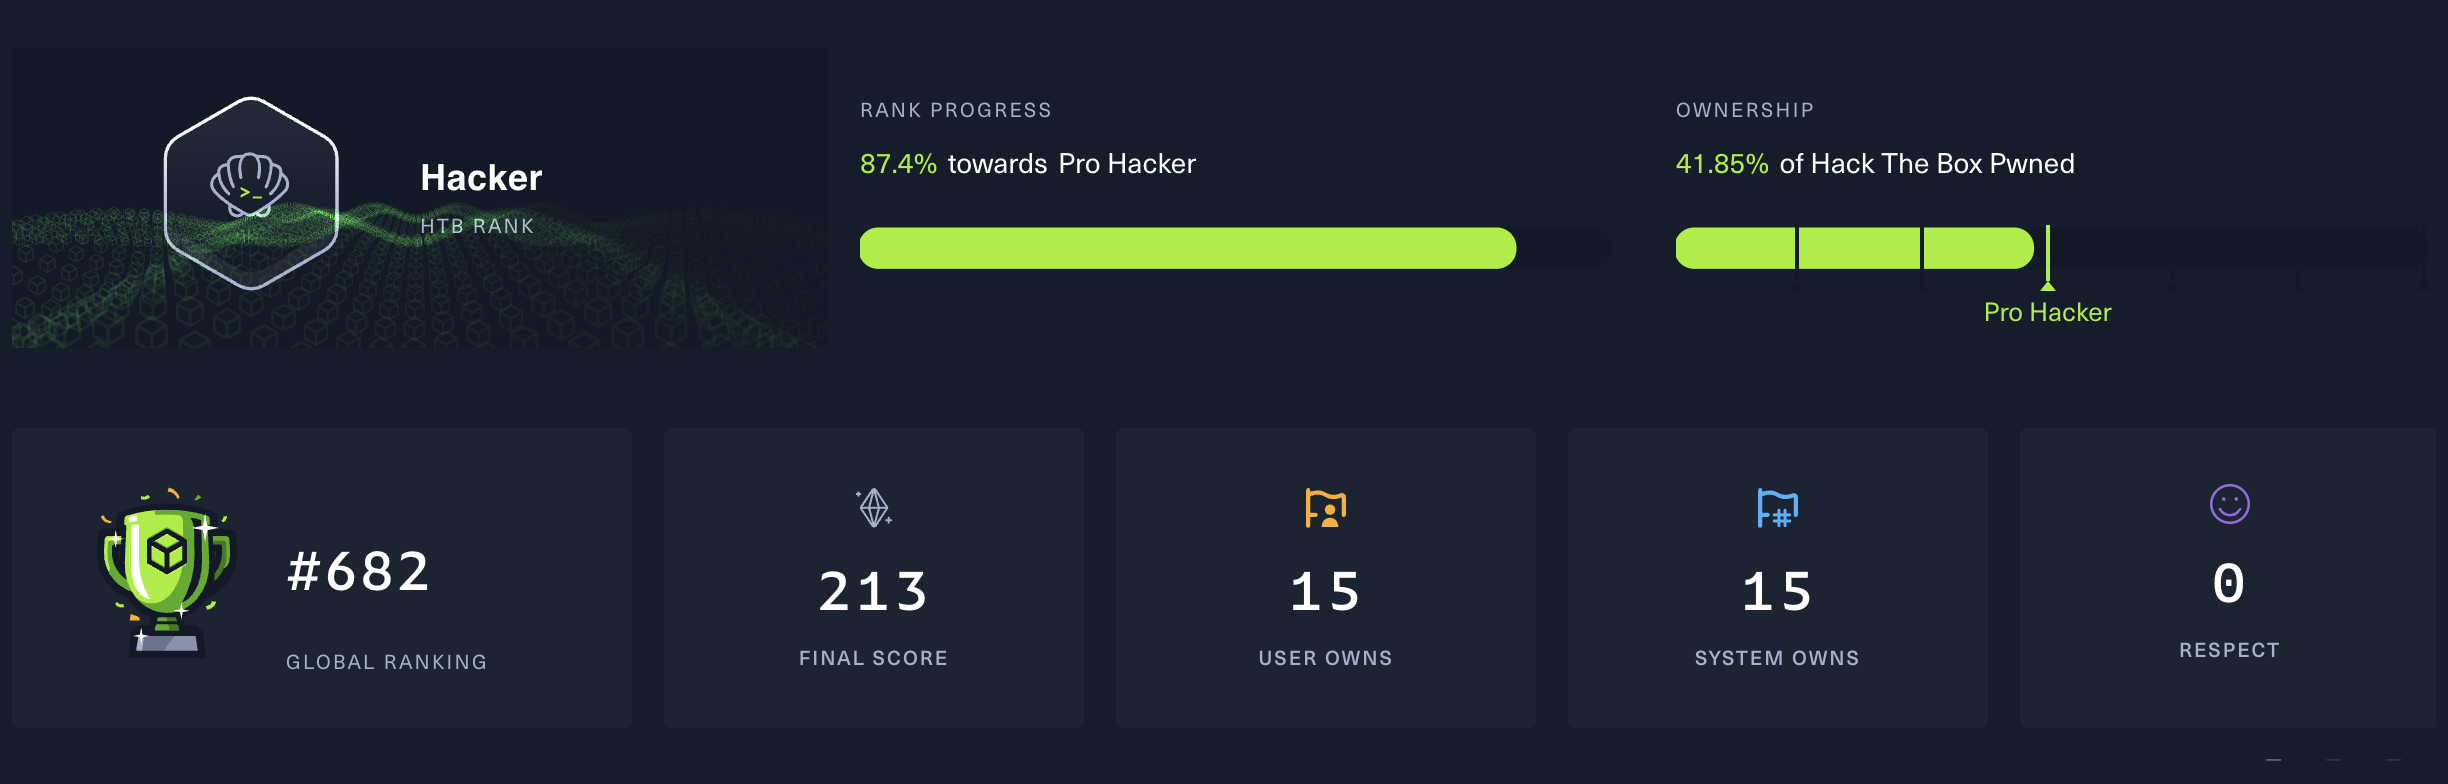 Hacker
HTB RANK
RANK PROGRESS
87.4% towards Pro Hacker
OWNERSHIP
41.85% of Hack The Box Pwned
Pro Hacker
#682
GLOBAL RANKING
213
FINAL SCORE
15
USER OWNS
15
SYSTEM OWNS
0
RESPECT